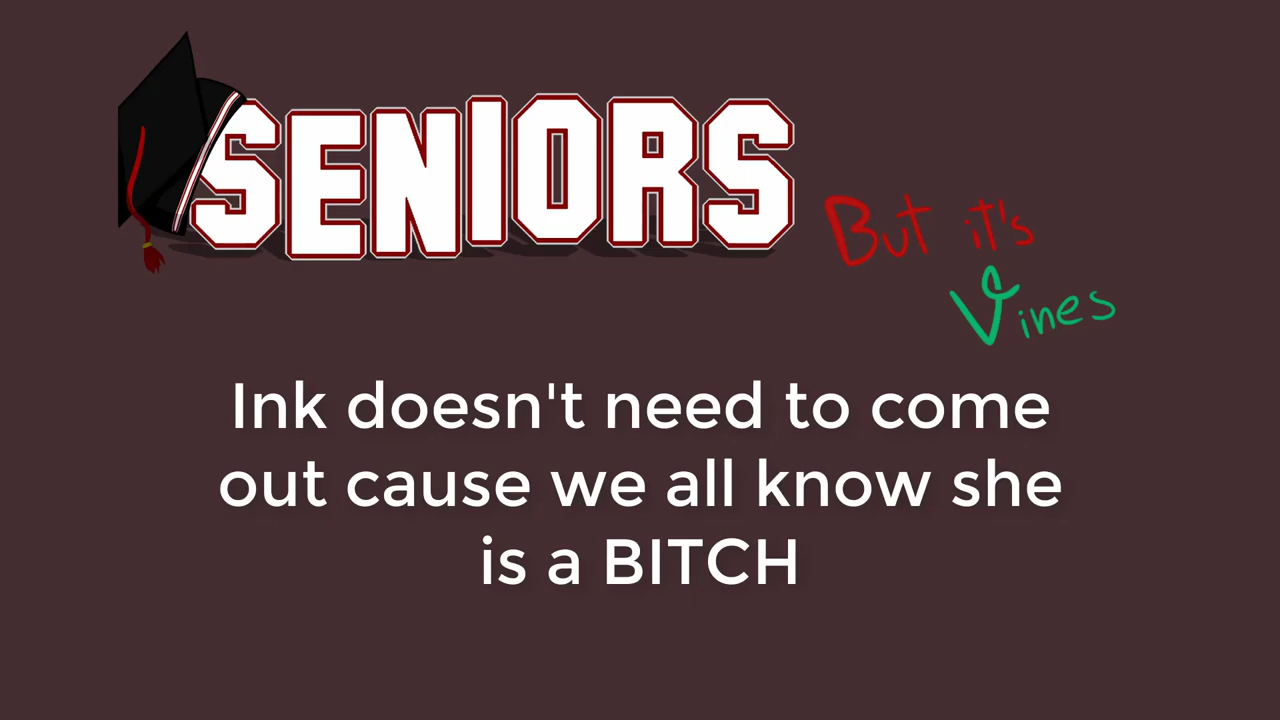 SENIORS
But it's
Vines
Ink doesn't need to come
out cause we all know she
is a BITCH